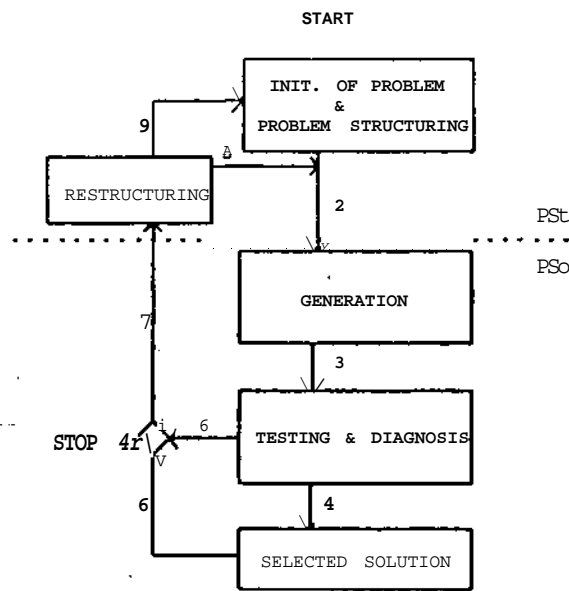 START
INIT. OF PROBLEM
&
PROBLEM STRUCTURING
9
A
RESTRUCTURING
2
PSt
PSo
GENERATION
7
3
6
TESTING & DIAGNOSIS
STOP
4
6
SELECTED SOLUTION